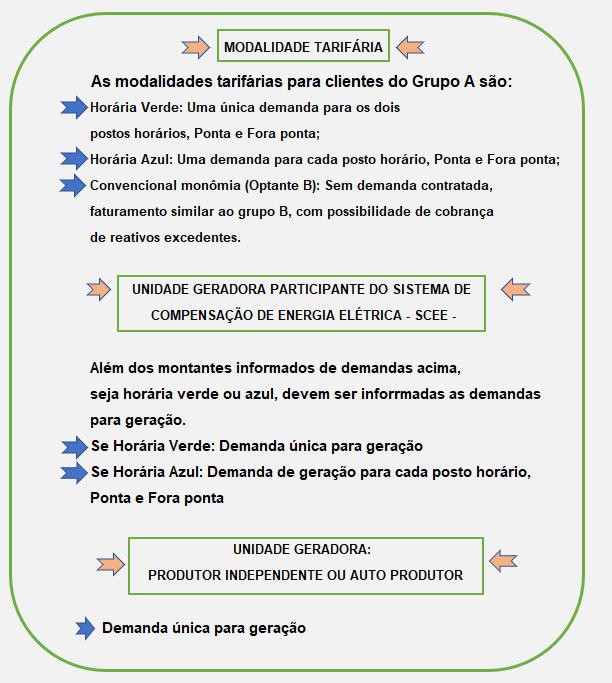 MODALIDADE TARIFÁRIA
As modalidades tarifárias para clientes do Grupo A são:
Horária Verde: Uma única demanda para os dois
postos horários, Ponta e Fora ponta;
Horária Azul: Uma demanda para cada posto horário, Ponta e Fora ponta;
Convencional monômia (Optante B): Sem demanda contratada,
faturamento similar ao grupo B, com possibilidade de cobrança
de reativos excedentes.
UNIDADE GERADORA PARTICIPANTE DO SISTEMA DE
COMPENSAÇÃO DE ENERGIA ELÉTRICA - SCEE -
Além dos montantes informados de demandas acima,
seja horária verde ou azul, devem ser inforrmadas as demandas
para geração.
Se Horária Verde: Demanda única para geração
Se Horária Azul: Demanda de geração para cada posto horário,
Ponta e Fora ponta
UNIDADE GERADORA:
PRODUTOR INDEPENDENTE OU AUTO PRODUTOR
Demanda única para geração